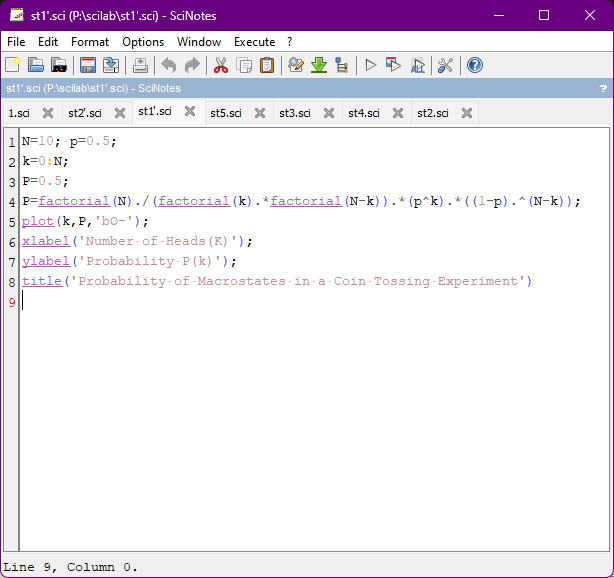 st1'.sci (P:\scilab\st1'.sci) - SciNotes
File Edit Format Options Window Execute ?
st1'.sci (P:\scilab\st1'.sci) - SciNotes ?
1.sci st2'.sci st1'.sci st5.sci st3.sci st4.sci st2.sci
1 N=10; p=0.5;
2 k=0:N;
3 P=0.5;
4 P=factorial(N)./(factorial(k).*factorial(N-k)).*(p^k).*((1-p).^(N-k));
5 plot(k,P,'bO-');
6 xlabel('Number of Heads(K)');
7 ylabel('Probability P(k)');
8 title('Probability of Macrostates in a Coin Tossing Experiment')
9
Line 9, Column 0.